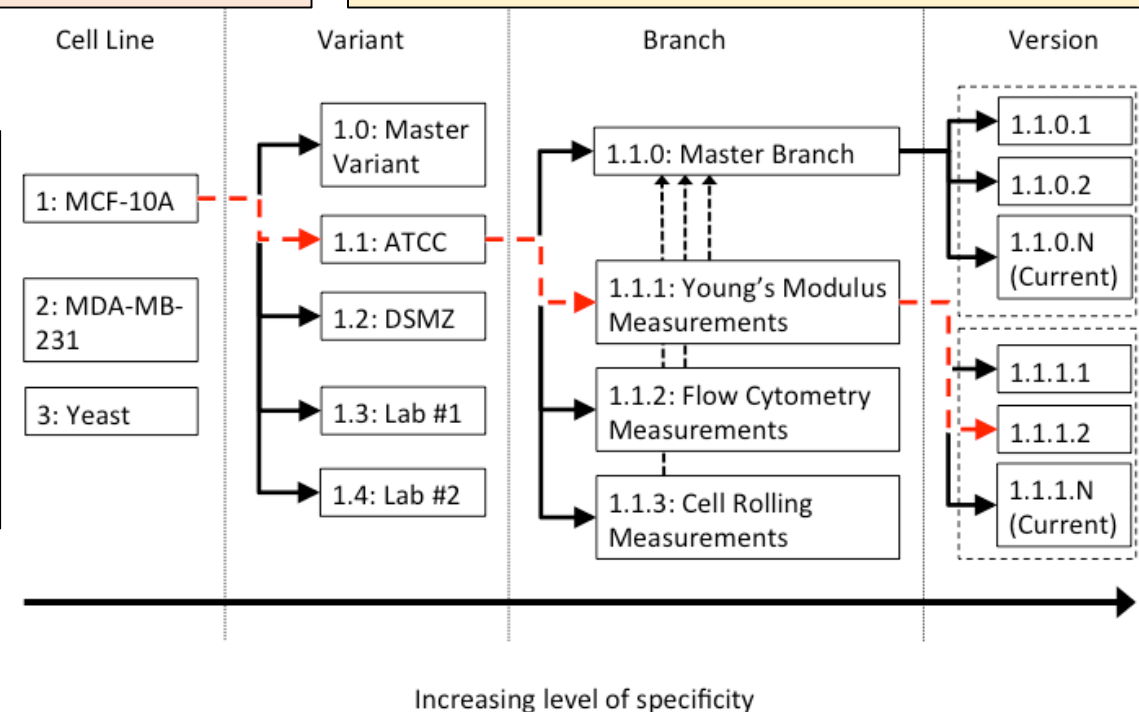 Cell Line
Variant
Branch
Version
1: MCF-10A
2: MDA-MB-
231
3: Yeast
1.0: Master
Variant
1.1: ATCC
1.2: DSMZ
1.3: Lab #1
1.4: Lab #2
1.1.0: Master Branch
1.1.1: Young’s Modulus
Measurements
1.1.2: Flow Cytometry
Measurements
1.1.3: Cell Rolling
Measurements
1.1.0.1
1.1.0.2
1.1.0.N
(Current)
1.1.1.1
1.1.1.2
1.1.1.N
(Current)
Increasing level of specificity